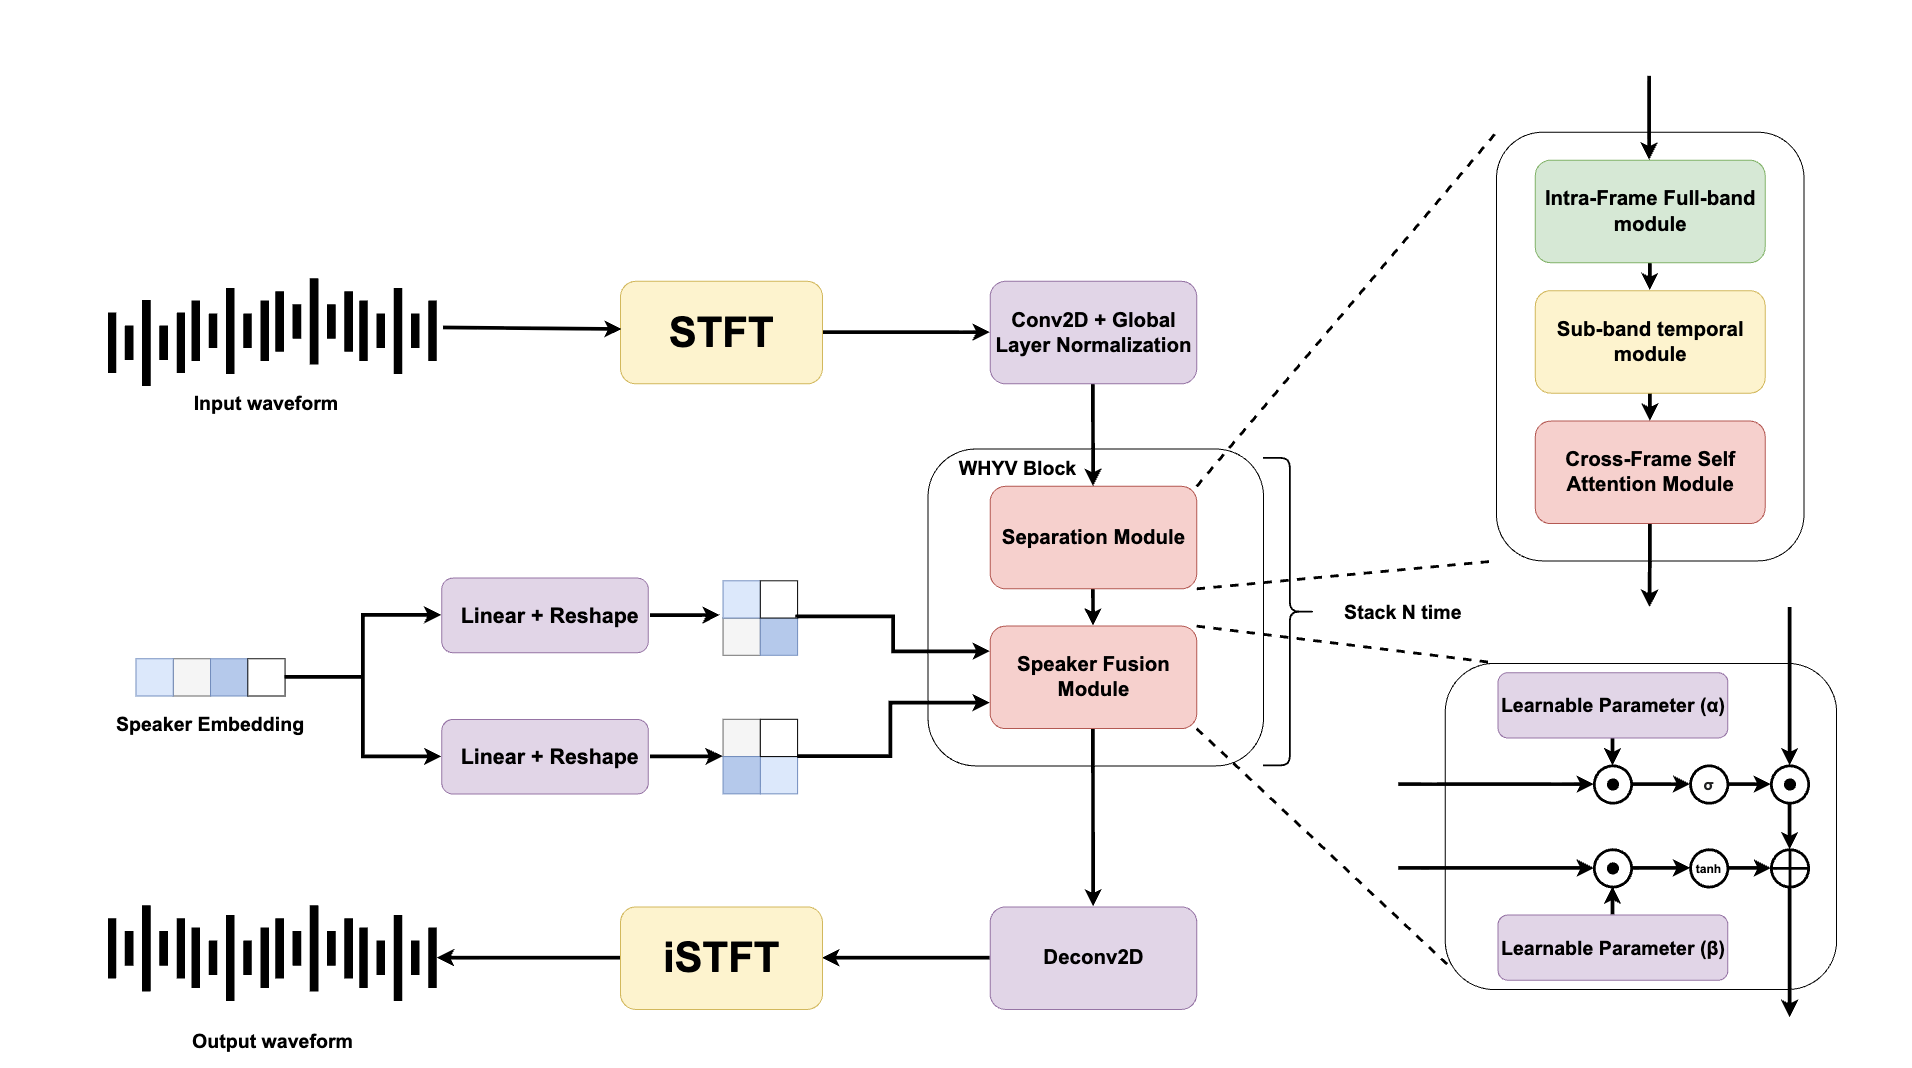 Input waveform
STFT
Conv2D + Global
Layer Normalization
WHYV Block
Separation Module
Speaker Fusion
Module
Stack N time
Speaker Embedding
Linear + Reshape
Linear + Reshape
Deconv2D
iSTFT
Output waveform
Intra-Frame Full-band
module
Sub-band temporal
module
Cross-Frame Self
Attention Module
Learnable Parameter (α)
σ
tanh
Learnable Parameter (β)